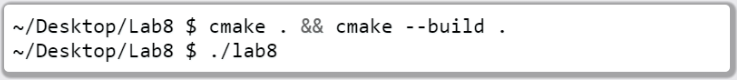 ~/Desktop/Lab8 $ cmake . && cmake --build .
~/Desktop/Lab8 $ ./lab8